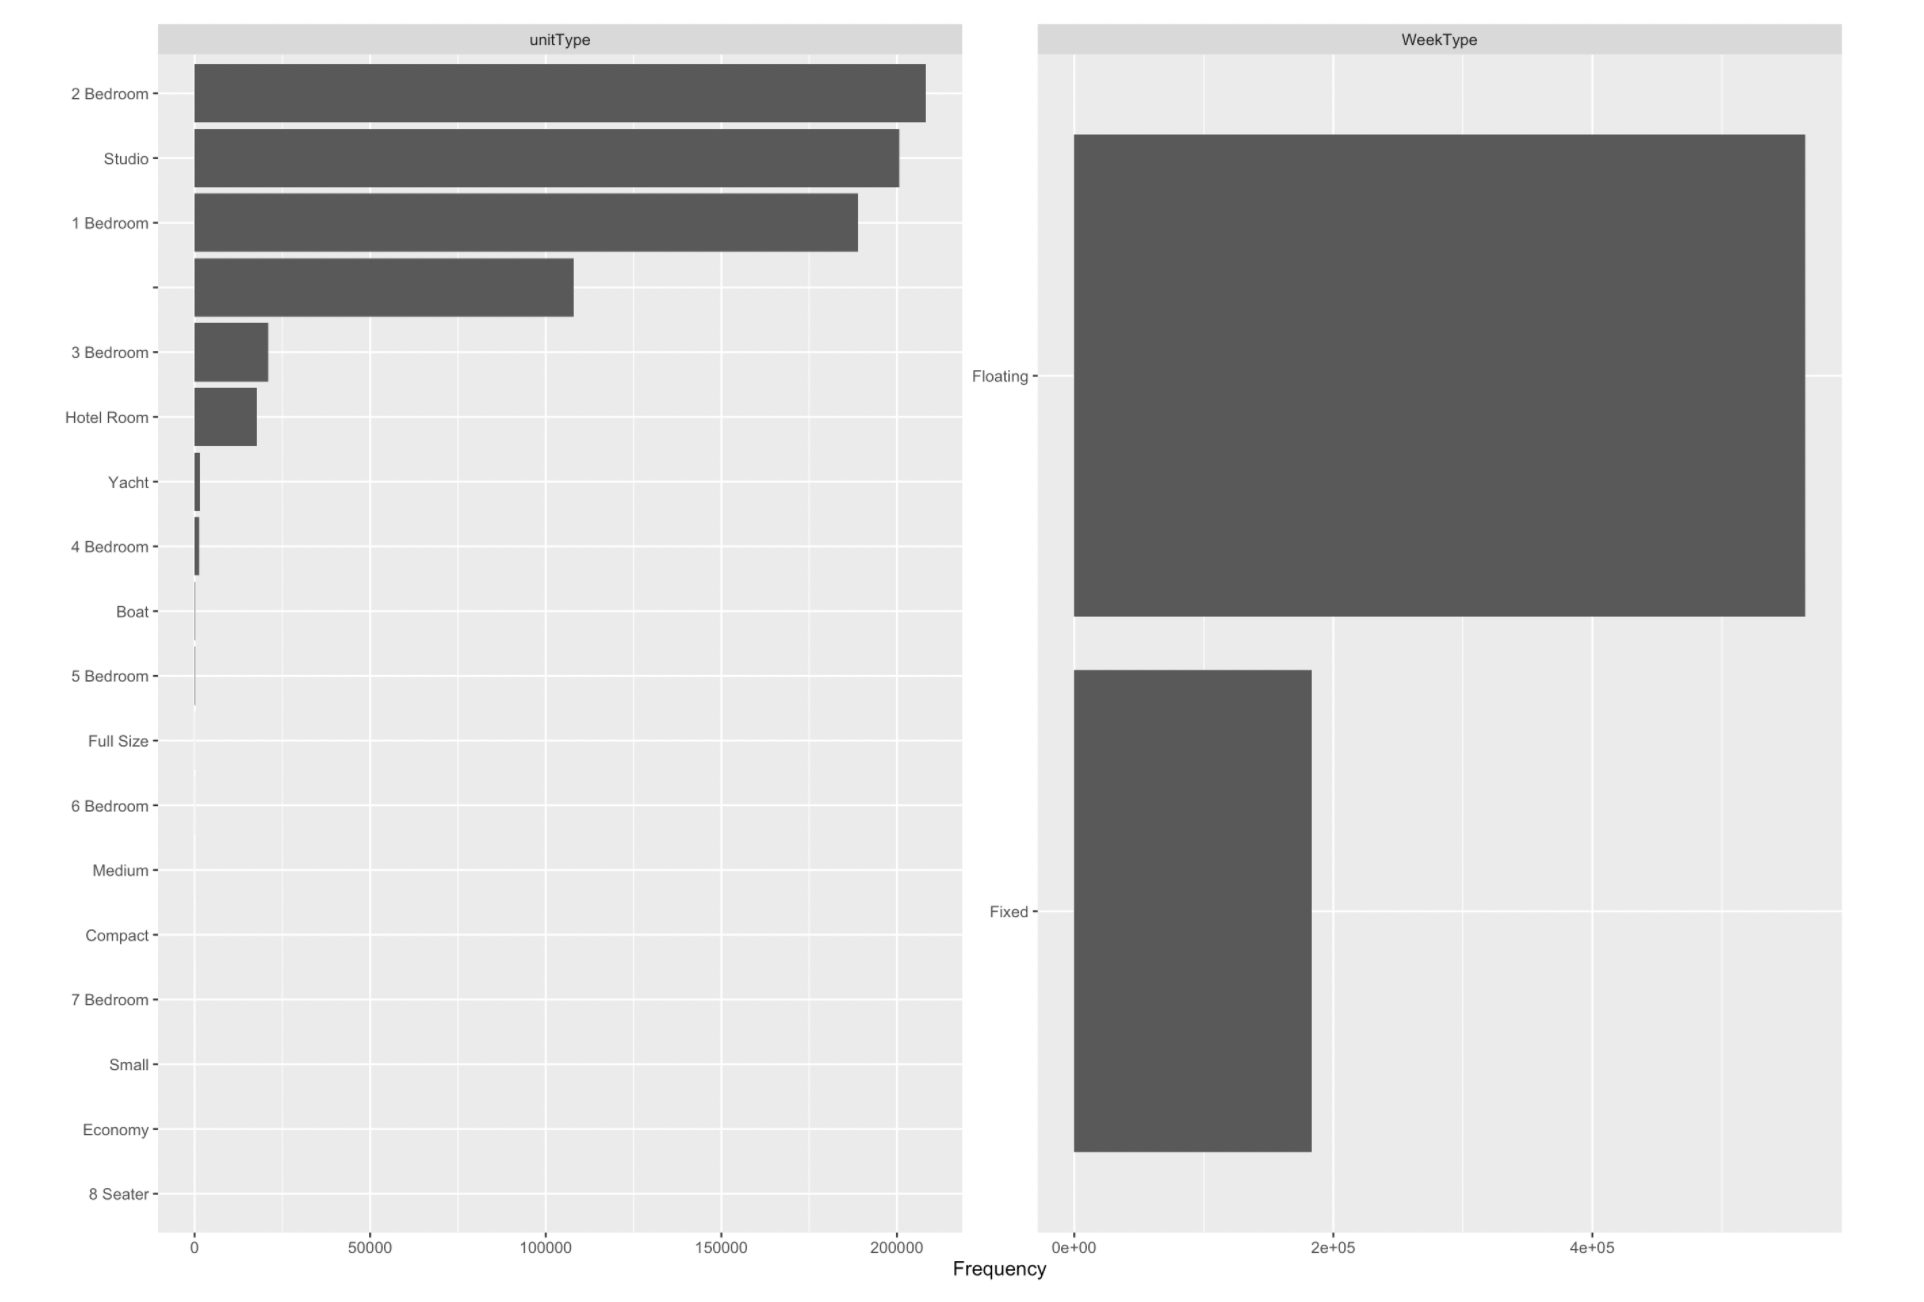 unitType
2 Bedroom
Studio
1 Bedroom
3 Bedroom
Hotel Room
Yacht
4 Bedroom
Boat
5 Bedroom
Full Size
6 Bedroom
Medium
Compact
7 Bedroom
Small
Economy
8 Seater
0 50000 100000 150000 200000
WeekType
Floating
Fixed
0e+00 2e+05 4e+05
Frequency